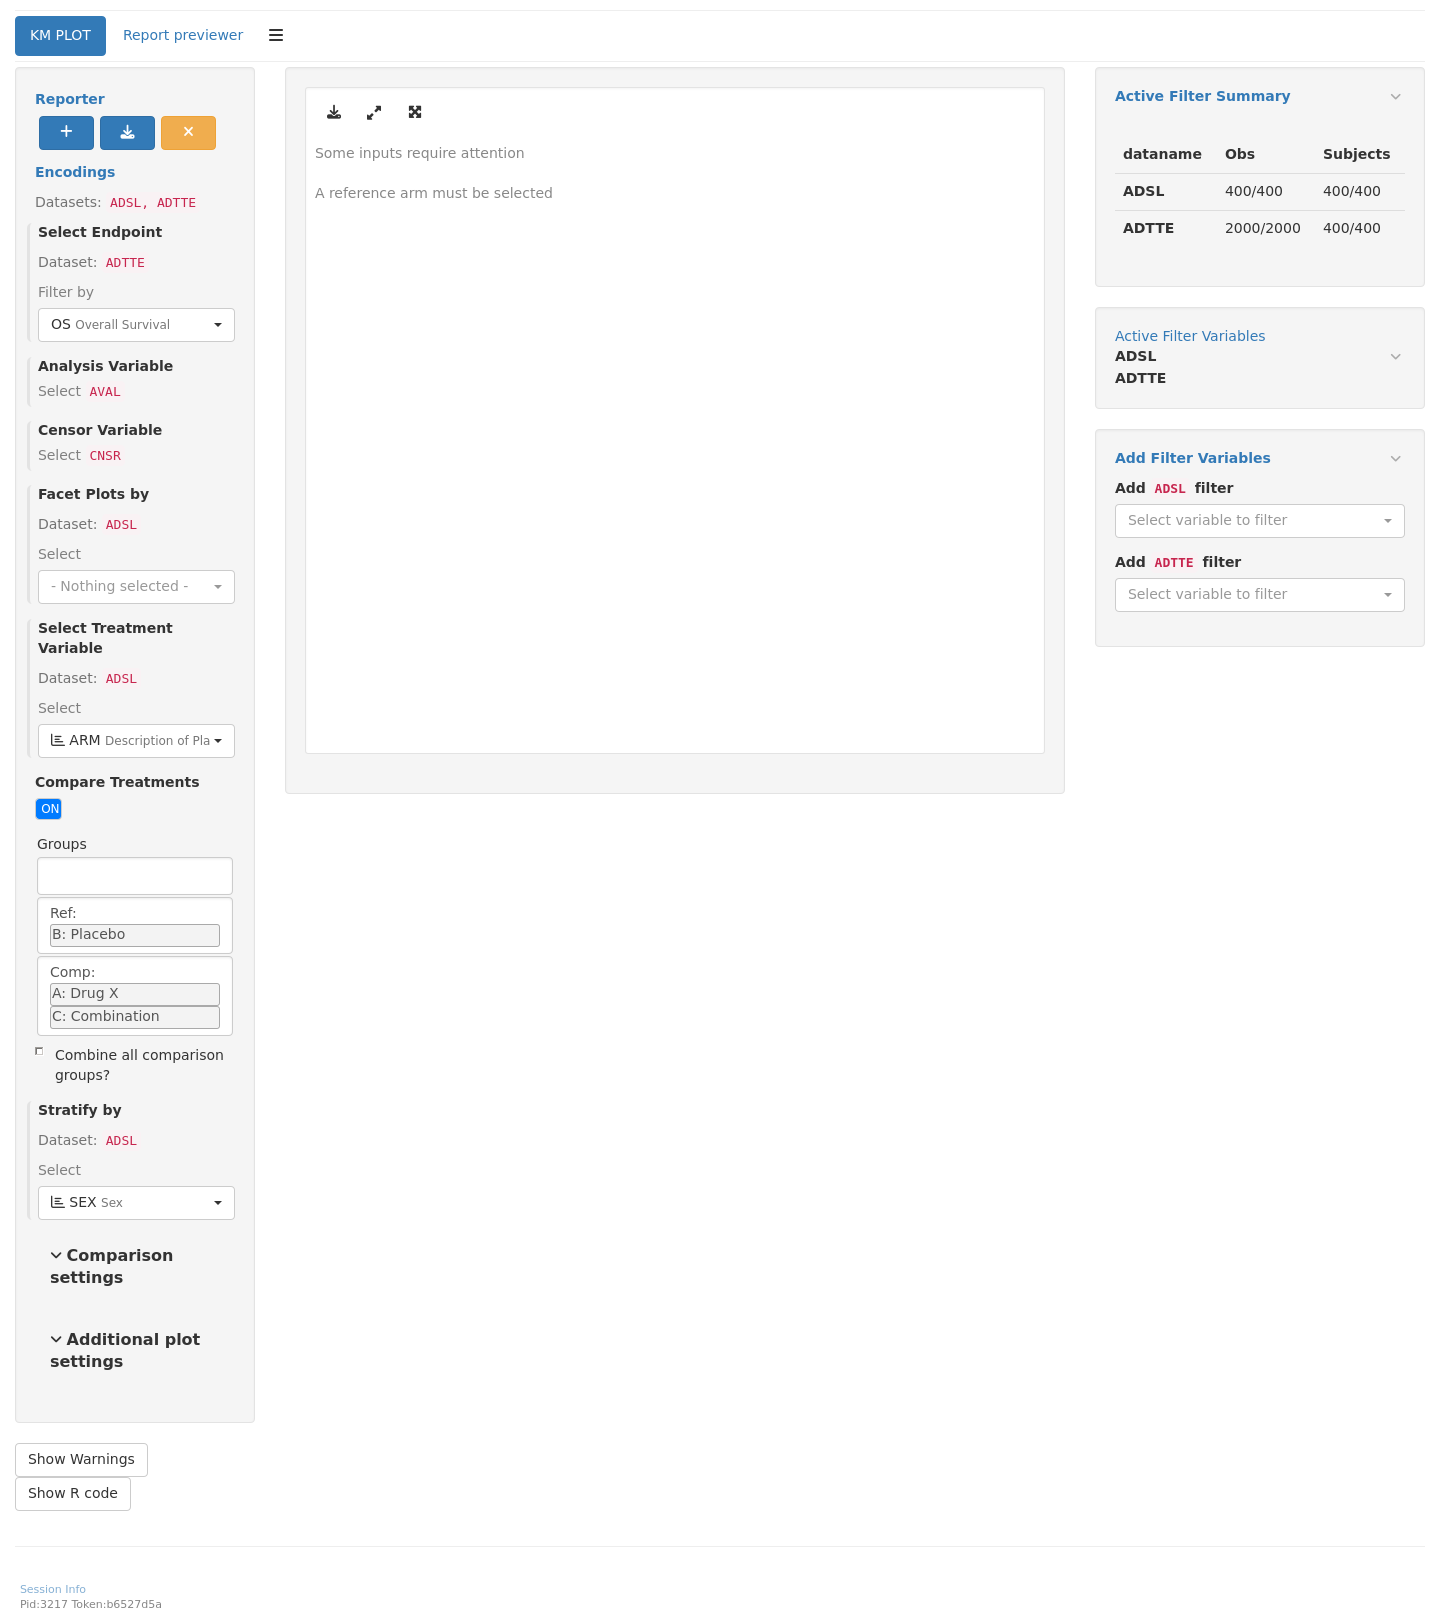 KM PLOT
Report previewer
Reporter
Encodings
Datasets: ADSL, ADTTE
Select Endpoint
Dataset: ADTTE
Filter by
OS Overall Survival
Analysis Variable
Select AVAL
Censor Variable
Select CNSR
Facet Plots by
Dataset: ADSL
Select
- Nothing selected -
Select Treatment
Variable
Dataset: ADSL
Select
ARM Description of Pla
Compare Treatments
ON
Groups
Ref:
B: Placebo
Comp:
A: Drug X
C: Combination
Combine all comparison
groups?
Stratify by
Dataset: ADSL
Select
SEX Sex
Comparison
settings
Additional plot
settings
Show Warnings
Show R code
Some inputs require attention
A reference arm must be selected
Active Filter Summary
dataname Obs Subjects
ADSL 400/400 400/400
ADTTE 2000/2000 400/400
Active Filter Variables
ADSL
ADTTE
Add Filter Variables
Add ADSL filter
Select variable to filter
Add ADTTE filter
Select variable to filter
Session Info
Pid:3217 Token:b6527d5a